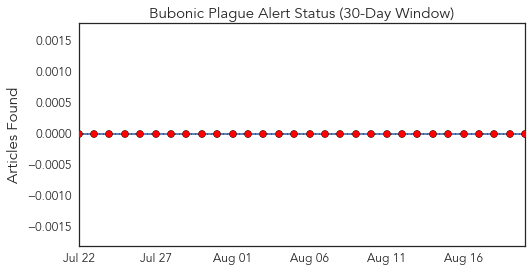 Bubonic Plague Alert Status (30-Day Window)
Articles Found
0.0015
0.0010
0.0005
0.0000
−0.0005
−0.0010
−0.0015
Jul 22
Jul 27
Aug 01
Aug 06
Aug 11
Aug 16